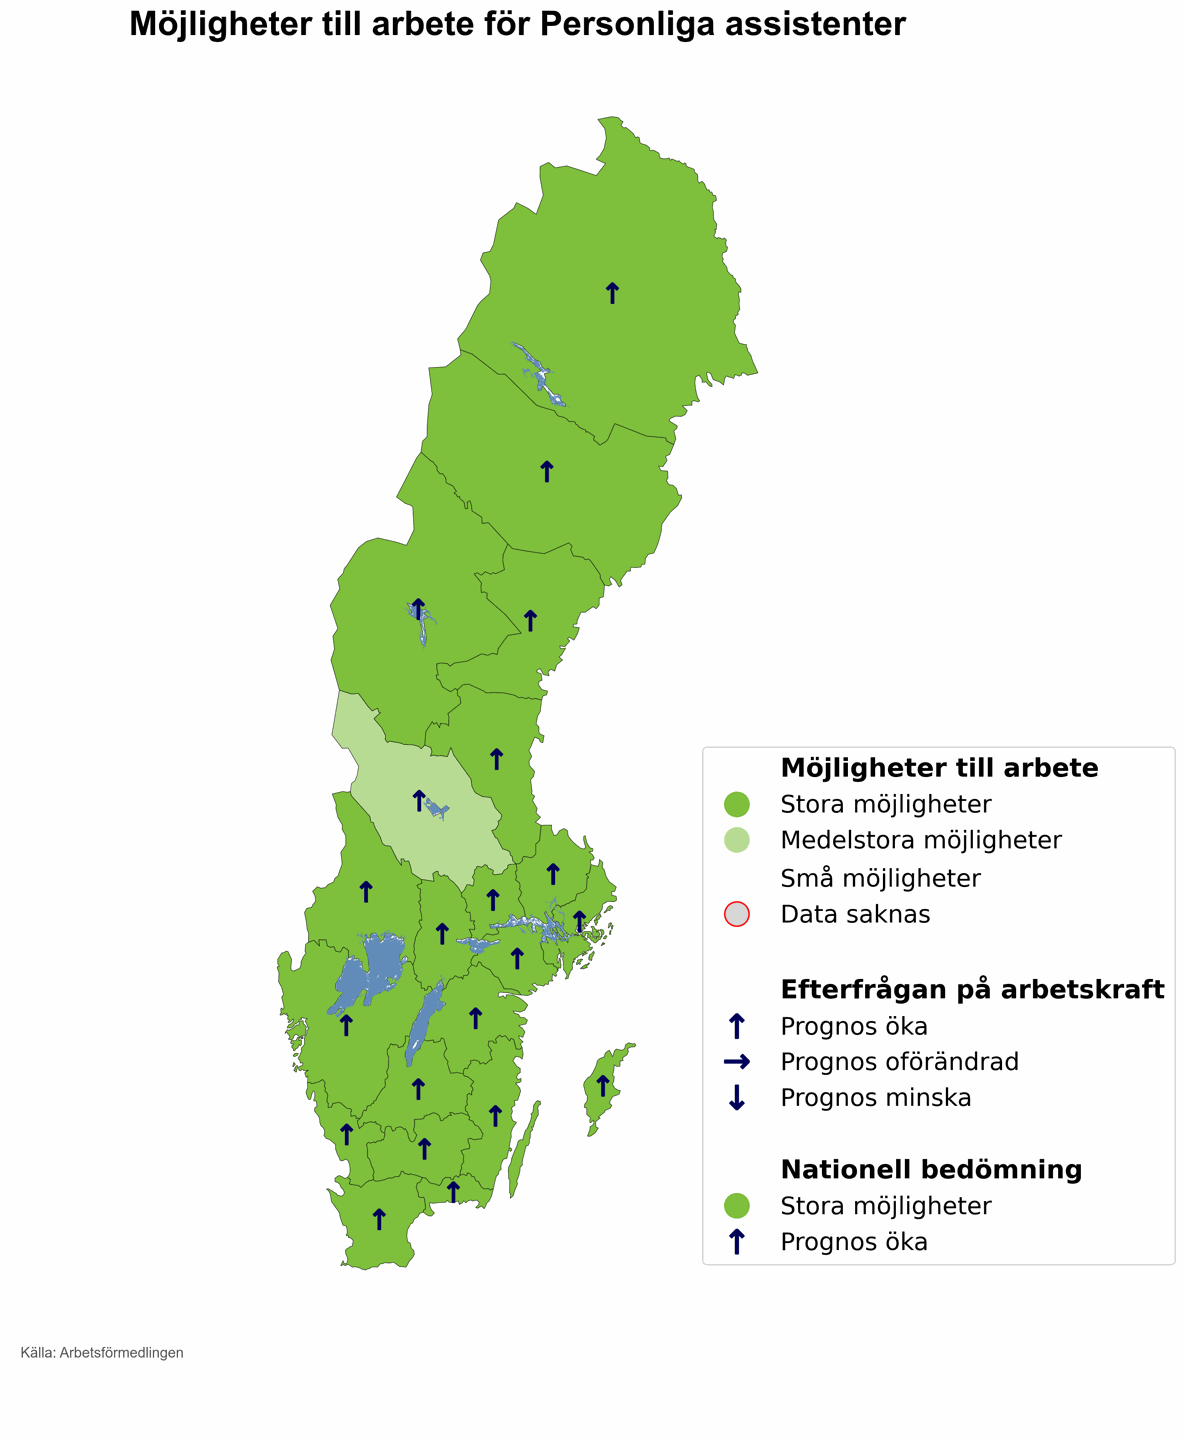 Möjligheter till arbete för Personliga assistenter
Möjligheter till arbete
Stora möjligheter
Medelstora möjligheter
Små möjligheter
Data saknas
Efterfrågan på arbetskraft
Prognos öka
Prognos oförändrad
Prognos minska
Nationell bedömning
Stora möjligheter
Prognos öka
Källa: Arbetsförmedlingen